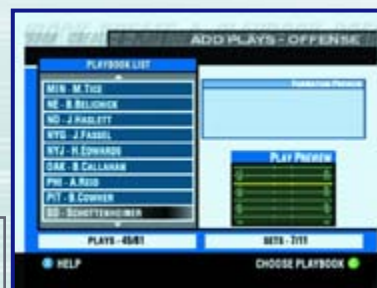 ADD PLAYS - OFFENSE
PLAYBOOK LIST
MIN - M.TICE
NE - B.BELICHICK
NO - J.HASLETT
NYG - J.FASSEL
NYJ - H.EDWARDS
OAK - B.CALLAHAN
PHI - A.REID
PIT - B.COWHER
SD - SCHOTTENHEIMER
FORMATION PREVIEW
PLAY PREVIEW
PLAYS - 45/81
SETS - 7/11
HELP
CHOOSE PLAYBOOK